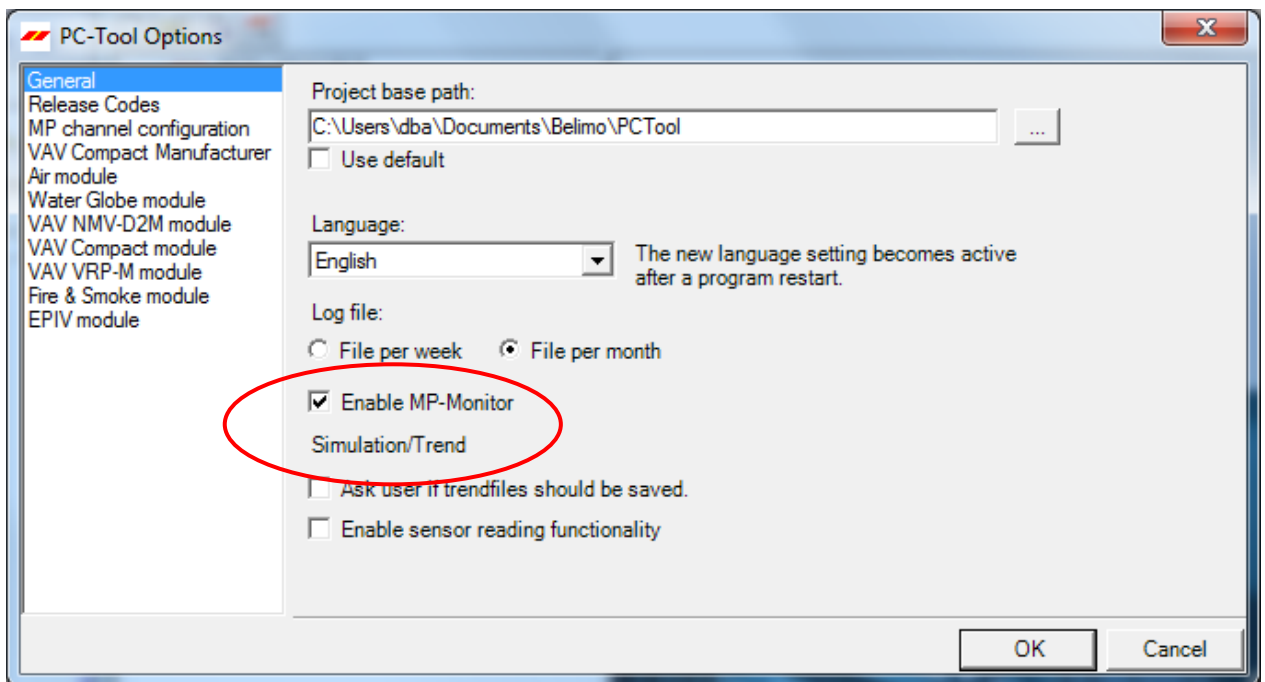 PC-Tool Options
General
Release Codes
MP channel configuration
VAV Compact Manufacturer
Air module
Water Globe module
VAV NMV-D2M module
VAV Compact module
VAV VRP-M module
Fire & Smoke module
EPIV module
Project base path:
C:\Users\dba\Documents\Belimo\PCTool
...
Use default
Language:
English
The new language setting becomes active
after a program restart.
Log file:
File per week
File per month
Enable MP-Monitor
Simulation/Trend
Ask user if trendfiles should be saved.
Enable sensor reading functionality
OK
Cancel